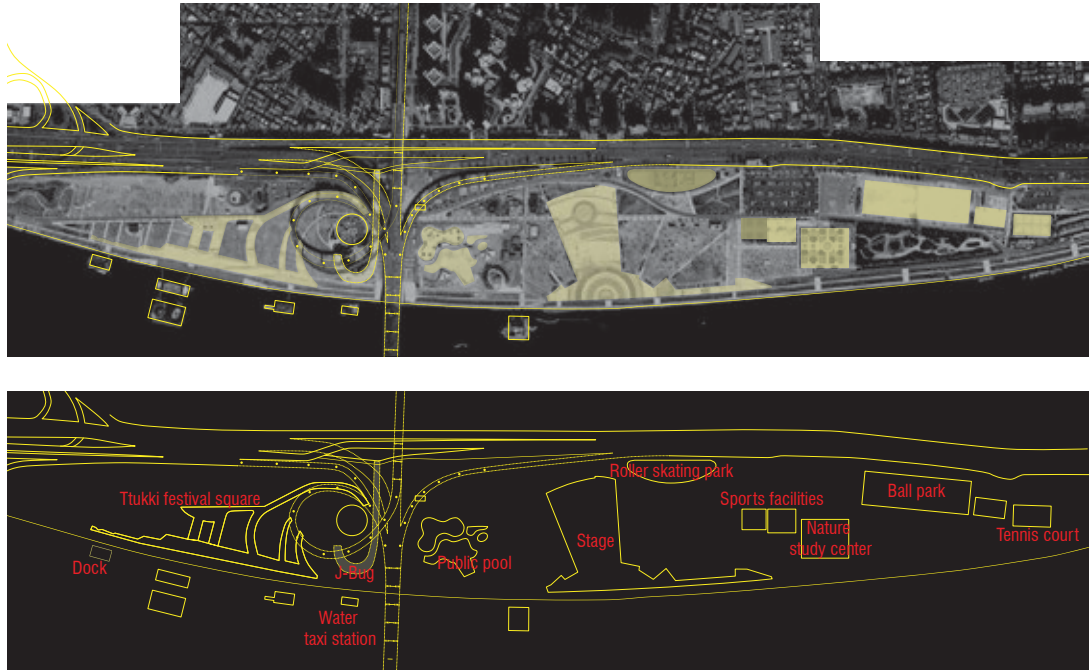 Roller skating park
Ttukki festival square
Sports facilities
Ball park
Stage
Nature
study center
Tennis court
Public pool
Dock
J-Bug
Water
taxi station